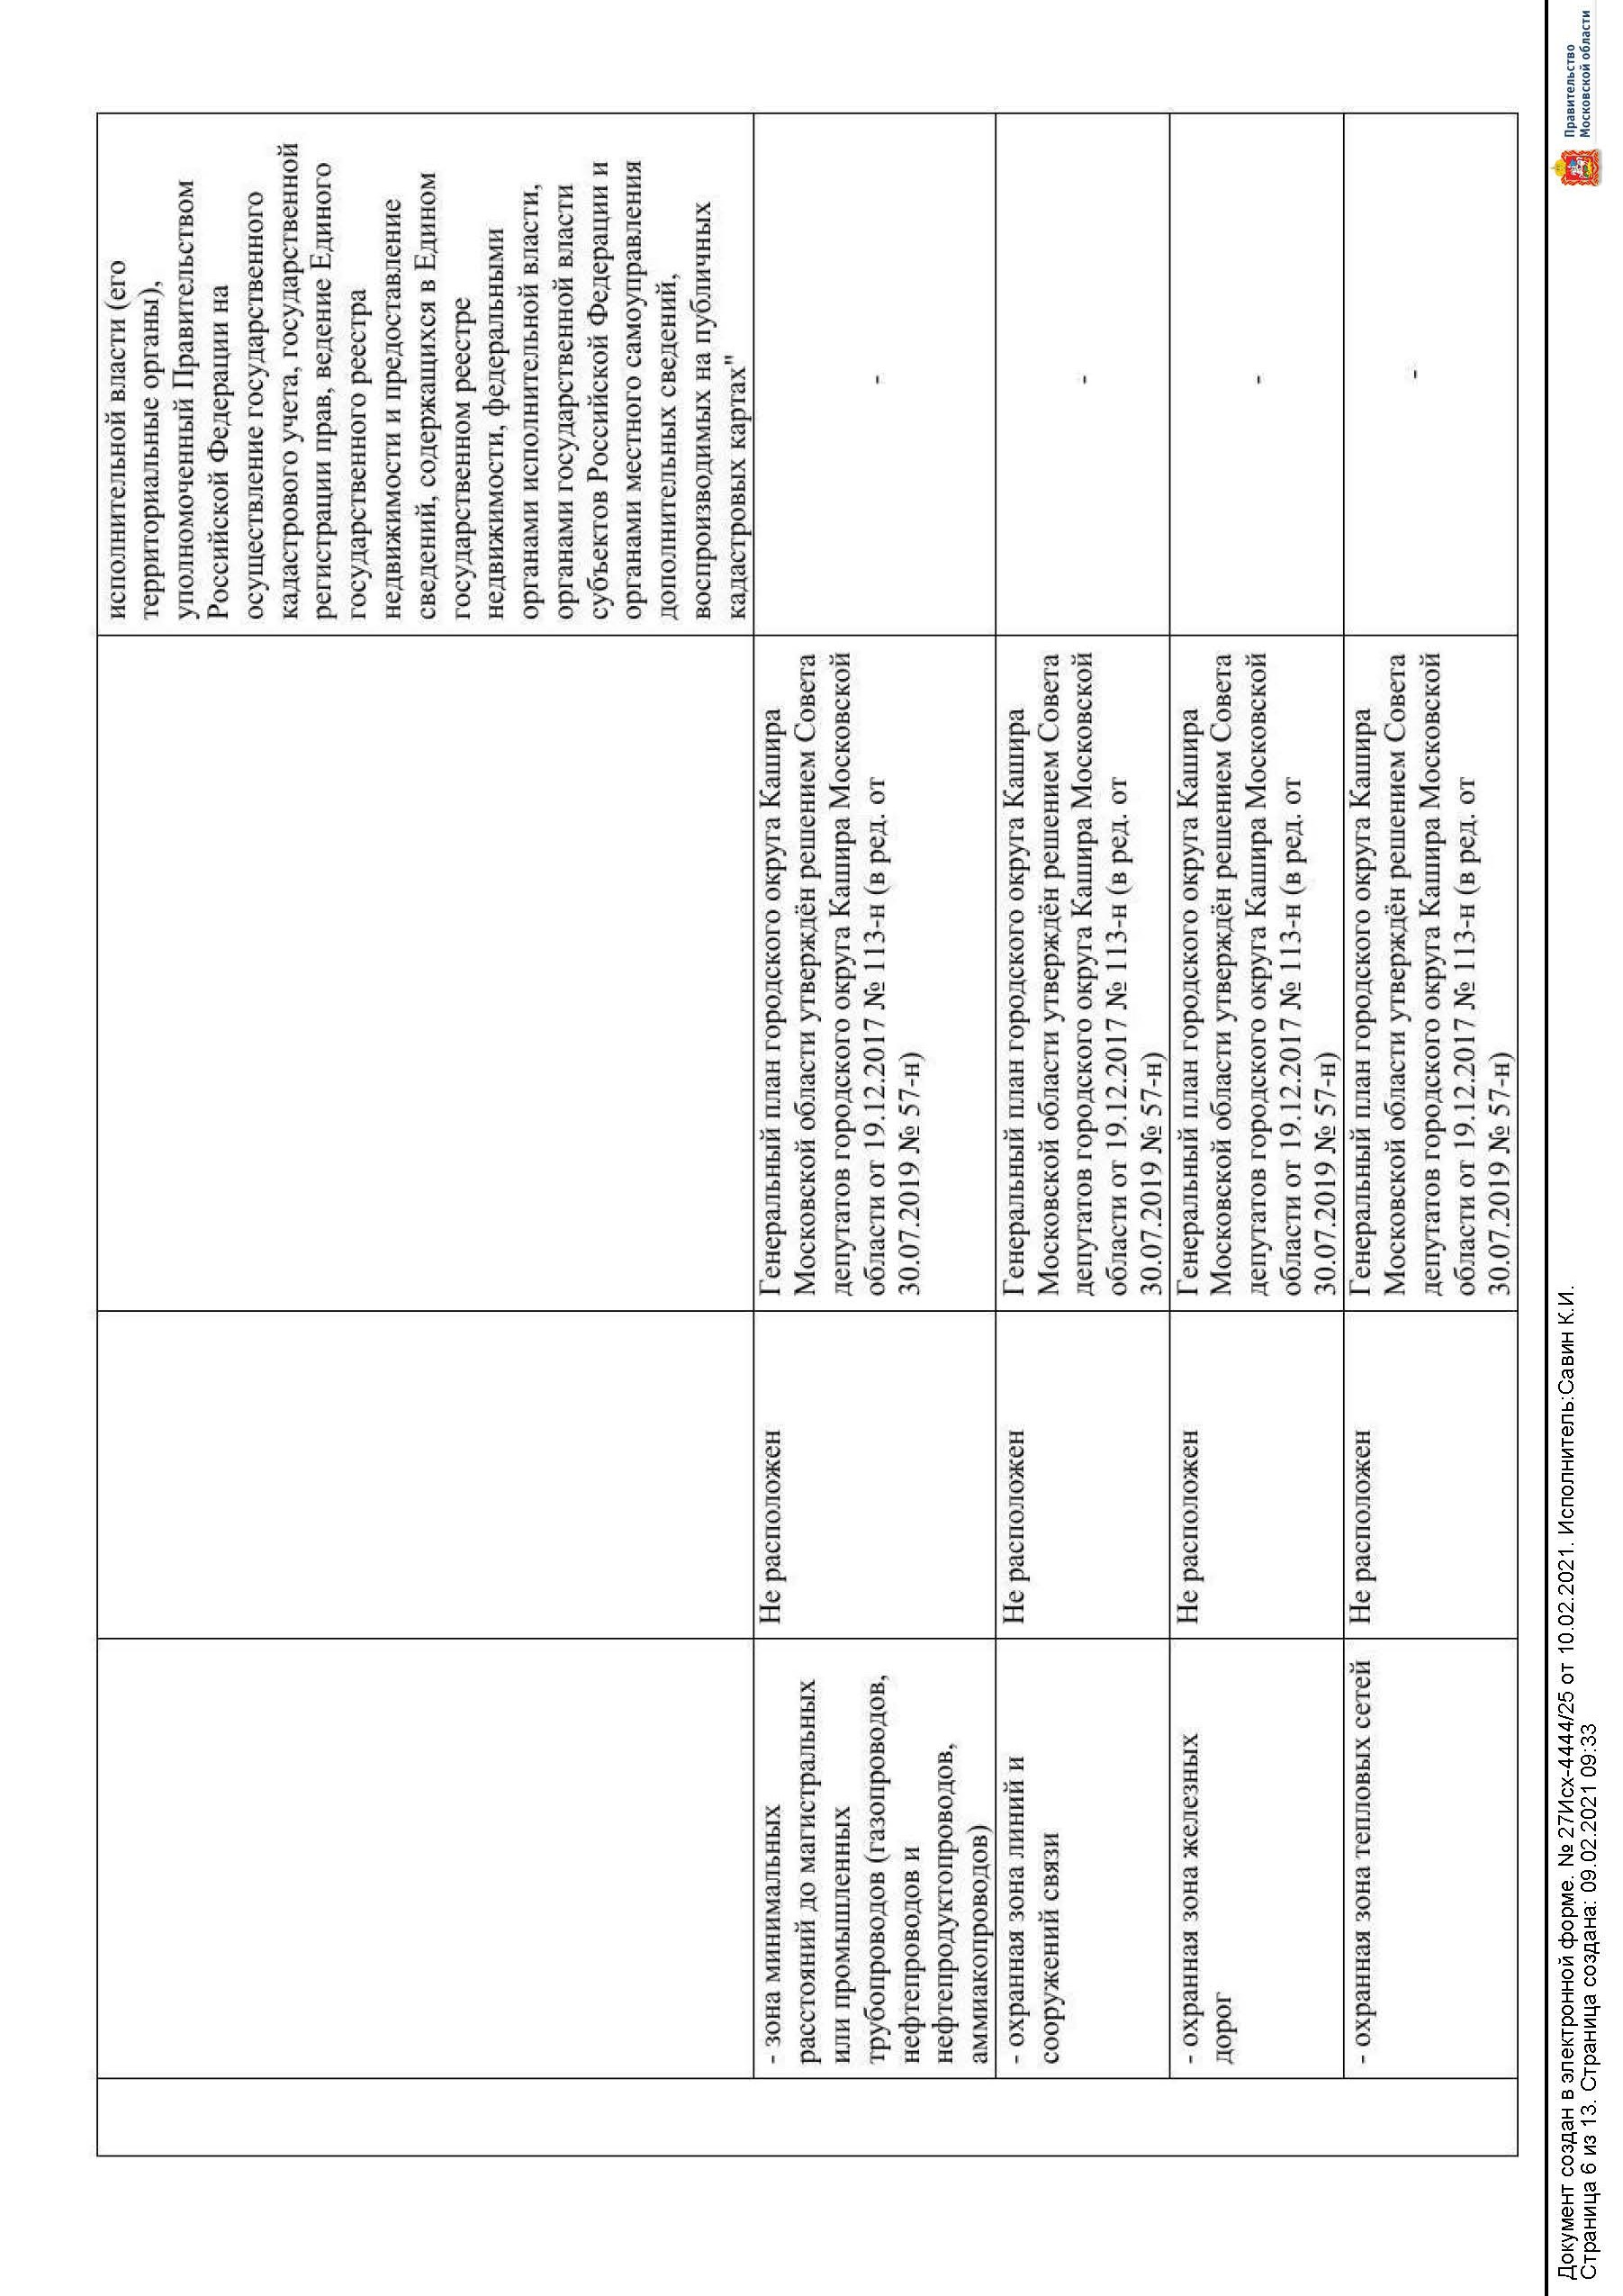 исполнительной власти (его
территориальные органы),
уполномоченный Правительством
Российской Федерации на
осуществление государственного
кадастрового учета, государственной
регистрации прав, ведение Единого
государственного реестра
недвижимости и предоставление
сведений, содержащихся в Едином
государственном реестре
недвижимости, федеральными
органами исполнительной власти,
органами государственной власти
субъектов Российской Федерации и
органами местного самоуправления
дополнительных сведений,
воспроизводимых на публичных
кадастровых картах"
- зона минимальных
расстояний до магистральных
или промышленных
трубопроводов (газопроводов,
нефтепроводов и
нефтепродуктопроводов,
аммиакопроводов)
Не расположен
Генеральный план городского округа Кашира
Московской области утверждён решением Совета
депутатов городского округа Кашира Московской
области от 19.12.2017 № 113-н (в ред. от
30.07.2019 № 57-н)
-
- охранная зона линий и
сооружений связи
Не расположен
Генеральный план городского округа Кашира
Московской области утверждён решением Совета
депутатов городского округа Кашира Московской
области от 19.12.2017 № 113-н (в ред. от
30.07.2019 № 57-н)
-
- охранная зона железных
дорог
Не расположен
Генеральный план городского округа Кашира
Московской области утверждён решением Совета
депутатов городского округа Кашира Московской
области от 19.12.2017 № 113-н (в ред. от
30.07.2019 № 57-н)
-
- охранная зона тепловых сетей
Не расположен
Генеральный план городского округа Кашира
Московской области утверждён решением Совета
депутатов городского округа Кашира Московской
области от 19.12.2017 № 113-н (в ред. от
30.07.2019 № 57-н)
-
Документ создан в электронной форме. № 27Исх-4444/25 от 10.02.2021. Исполнитель:Савин К.И.
Страница 6 из 13. Страница создана: 09.02.2021 09:33
Правительство
Московской области